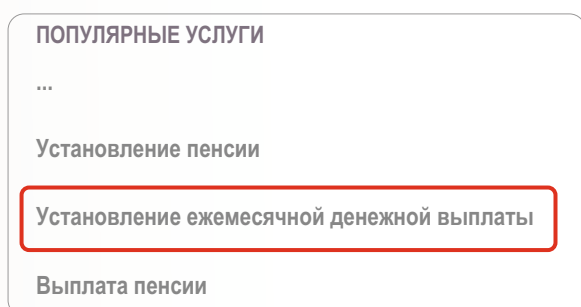 ПОПУЛЯРНЫЕ УСЛУГИ
...
Установление пенсии
Установление ежемесячной денежной выплаты
Выплата пенсии